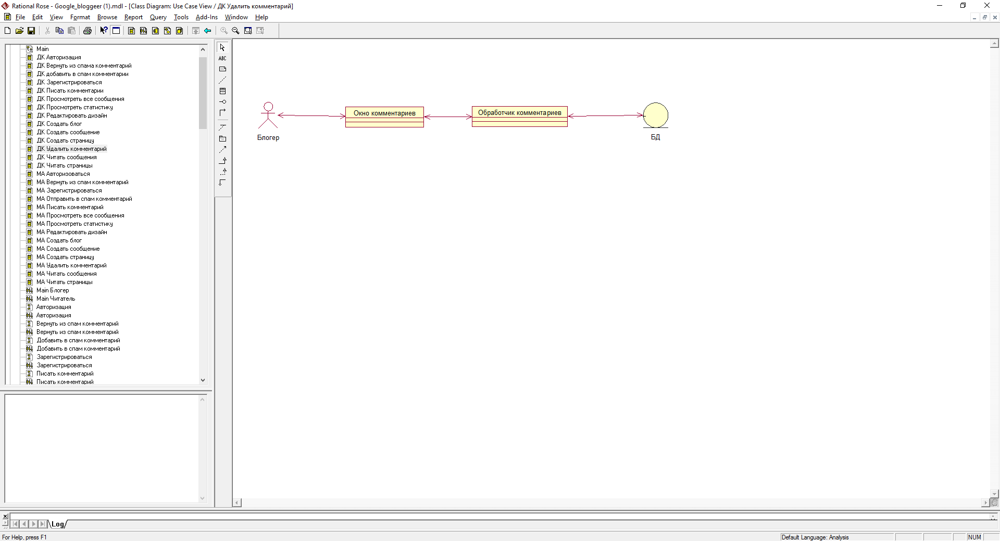 Rational Rose - Google_bloggeer (1).mdl - [Class Diagram: Use Case View / ДК Удалить комментарий]
File Edit View Format Browse Report Query Tools Add-Ins Window Help
Main
ДК Авторизация
ДК Вернуть из спама комментарий
ДК добавить в спам комментарии
ДК Зарегистрироваться
ДК Писать комментарии
ДК Просмотреть все сообщения
ДК Просмотреть статистику
ДК Редактировать дизайн
ДК Создать блог
ДК Создать сообщение
ДК Создать страницу
ДК Удалить комментарий
ДК Читать сообщения
ДК Читать страницы
МА Авторизоваться
МА Вернуть из спам комментарий
МА Зарегистрироваться
МА Отправить в спам комментарий
МА Писать комментарий
МА Просмотреть все сообщения
МА Просмотреть статистику
МА Редактировать дизайн
МА Создать блог
МА Создать сообщение
МА Создать страницу
МА Удалить комментарий
МА Читать сообщения
МА Читать страницы
Main Блогер
Main Читатель
Авторизация
Авторизация
Вернуть из спам комментарий
Вернуть из спам комментарий
Добавить в спам комментарий
Добавить в спам комментарий
Зарегистрироваться
Зарегистрироваться
Писать комментарий
Писать комментарий
ABC
Блогер
Окно комментариев
Обработчик комментариев
БД
Log
For Help, press F1
Default Language: Analysis
NUM